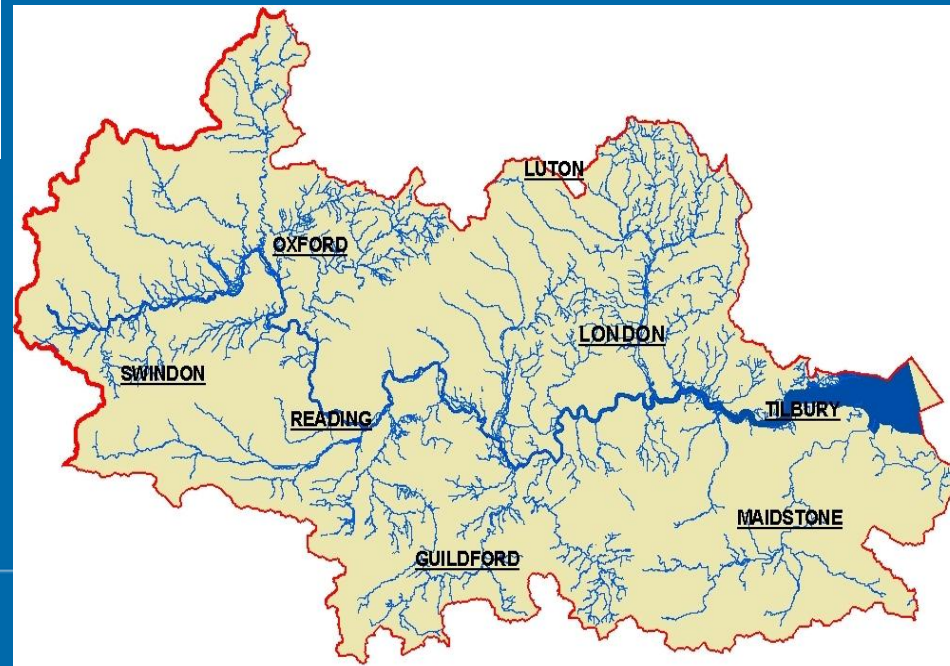 LUTON
OXFORD
LONDON
SWINDON
TILBURY
READING
MAIDSTONE
GUILDFORD